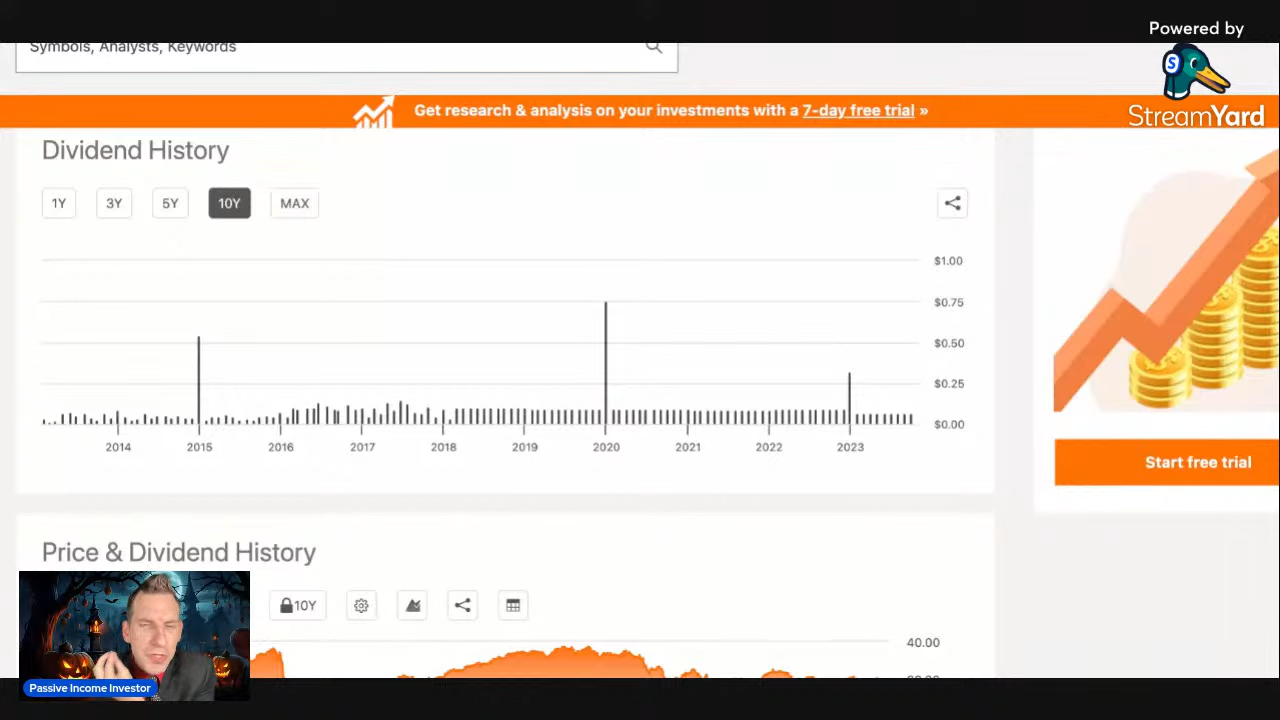 Powered by
Symbols, Analysts, Keywords
S
StreamYard
Get research & analysis on your investments with a 7-day free trial »
Dividend History
1Y 3Y 5Y 10Y MAX
$1.00
$0.75
$0.50
$0.25
$0.00
2014 2015 2016 2017 2018 2019 2020 2021 2022 2023
Start free trial
Price & Dividend History
10Y
40.00
Passive Income Investor